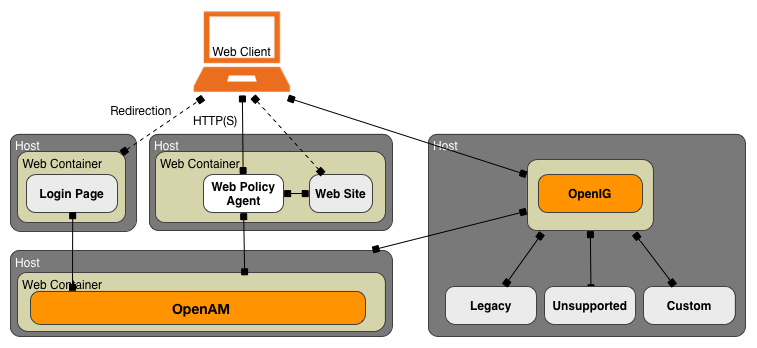 Web Client
Redirection
HTTP(S)
Host
Web Container
Login Page
Host
Web Container
Web Policy
Agent
Web Site
Host
OpenIG
Legacy
Unsupported
Custom
Host
Web Container
OpenAM